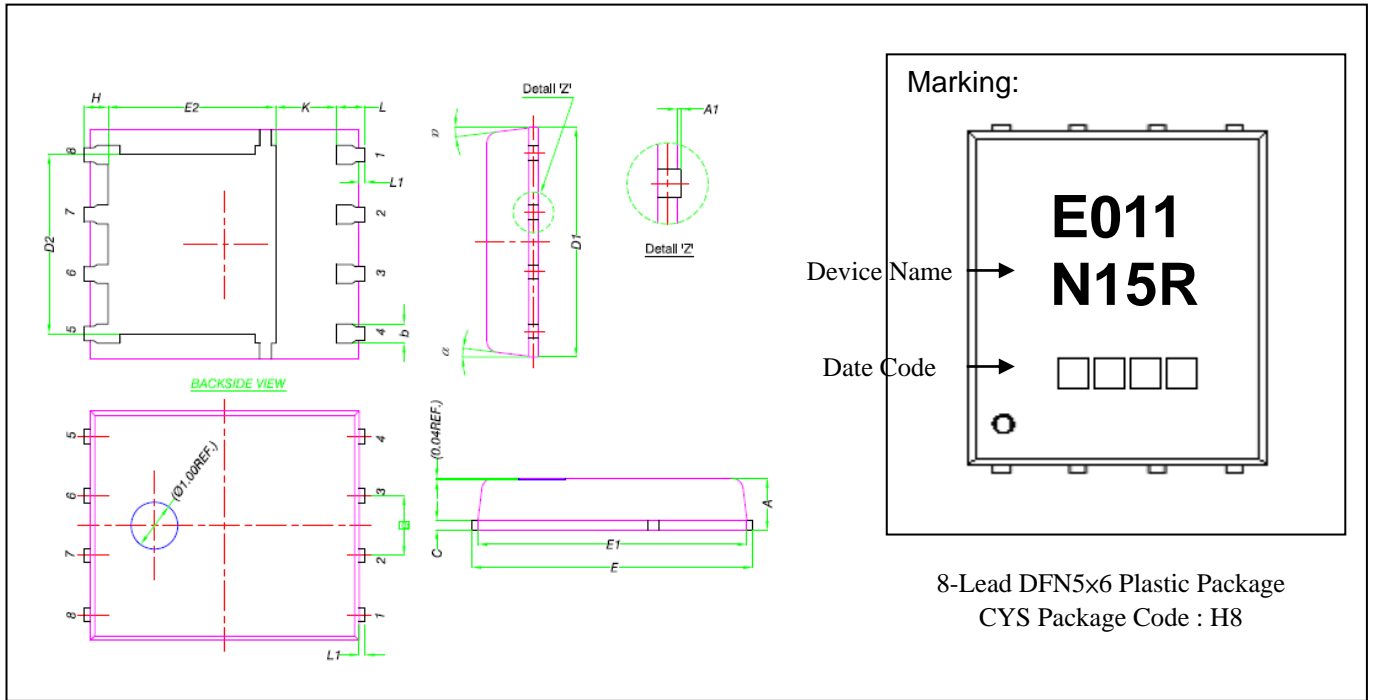 H
E2
K
L
8
1
L1
7
2
D2
6
3
5
4
b
BACKSIDE VIEW
Detall 'Z'
α
D1
α
A1
Detall 'Z'
Marking:
E011
N15R
Device Name
Date Code
5
4
6
(Ø1.00REF.)
3
7
2
8
1
L1
(0.04REF.)
A
C
E1
E
8-Lead DFN5×6 Plastic Package
CYS Package Code : H8